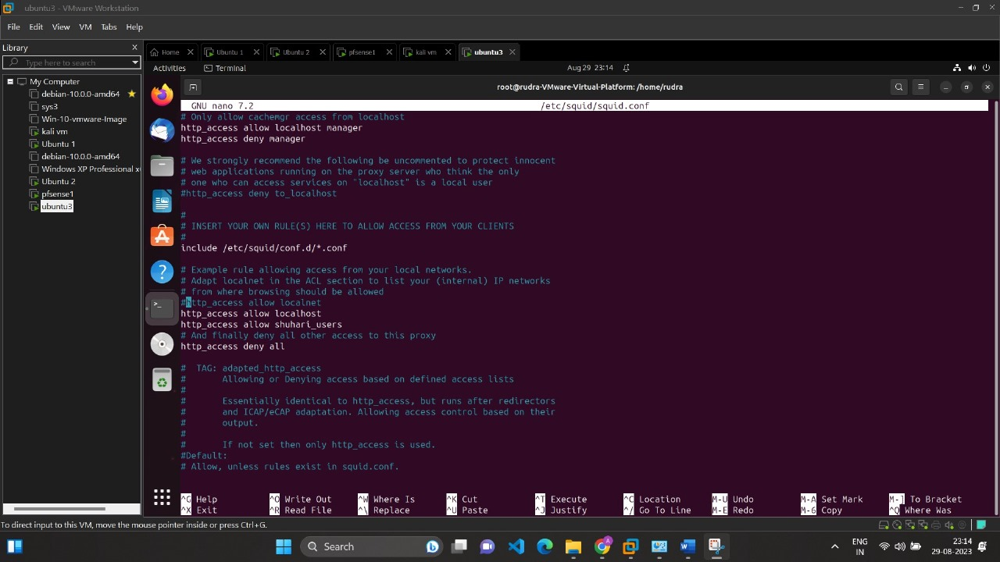 ubuntu3 - VMware Workstation
File Edit View VM Tabs Help
Library
Type here to search
My Computer
debian-10.0.0-amd64
sys3
Win-10-vmware-Image
kali vm
Ubuntu 1
debian-10.0.0-amd64
Windows XP Professional x
Ubuntu 2
pfsense1
ubuntu3
Home Ubuntu 1 Ubuntu 2 pfsense1 kali vm ubuntu3
Activities Terminal Aug 29 23:14
root@rudra-VMware-Virtual-Platform: /home/rudra
GNU nano 7.2 /etc/squid/squid.conf
# Only allow cachemgr access from localhost
http_access allow localhost manager
http_access deny manager
# We strongly recommend the following be uncommented to protect innocent
# web applications running on the proxy server who think the only
# one who can access services on "localhost" is a local user
#http_access deny to_localhost
#
# INSERT YOUR OWN RULE(S) HERE TO ALLOW ACCESS FROM YOUR CLIENTS
#
include /etc/squid/conf.d/*.conf
# Example rule allowing access from your local networks.
# Adapt localnet in the ACL section to list your (internal) IP networks
# from where browsing should be allowed
#http_access allow localnet
http_access allow localhost
http_access allow shuhari_users
# And finally deny all other access to this proxy
http_access deny all
# TAG: adapted_http_access
# Allowing or Denying access based on defined access lists
#
# Essentially identical to http_access, but runs after redirectors
# and ICAP/eCAP adaptation. Allowing access control based on their
# output.
#
# If not set then only http_access is used.
#Default:
# Allow, unless rules exist in squid.conf.
^G Help ^O Write Out ^W Where Is ^K Cut ^T Execute ^C Location M-U Undo M-A Set Mark M-] To Bracket
^X Exit ^R Read File ^\ Replace ^U Paste ^J Justify ^/ Go To Line M-E Redo M-6 Copy ^Q Where Was
To direct input to this VM, move the mouse pointer inside or press Ctrl+G.
Search
ENG
IN
23:14
29-08-2023